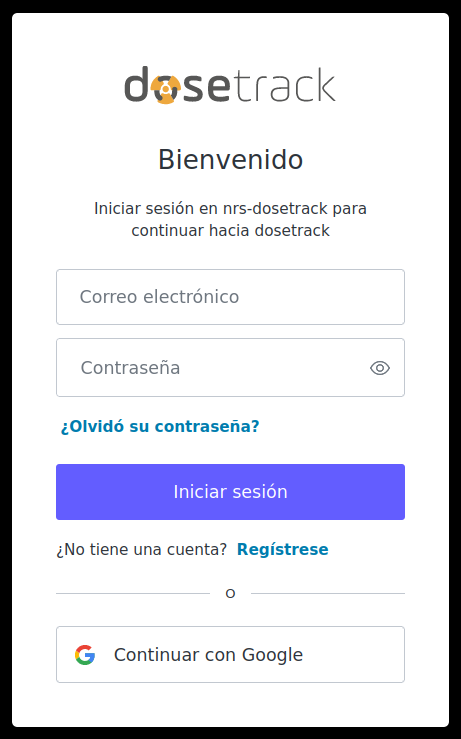 dosetrack
Bienvenido
Iniciar sesión en nrs-dosetrack para
continuar hacia dosetrack
Correo electrónico
Contraseña
¿Olvidó su contraseña?
Iniciar sesión
¿No tiene una cuenta? Regístrese
O
Continuar con Google